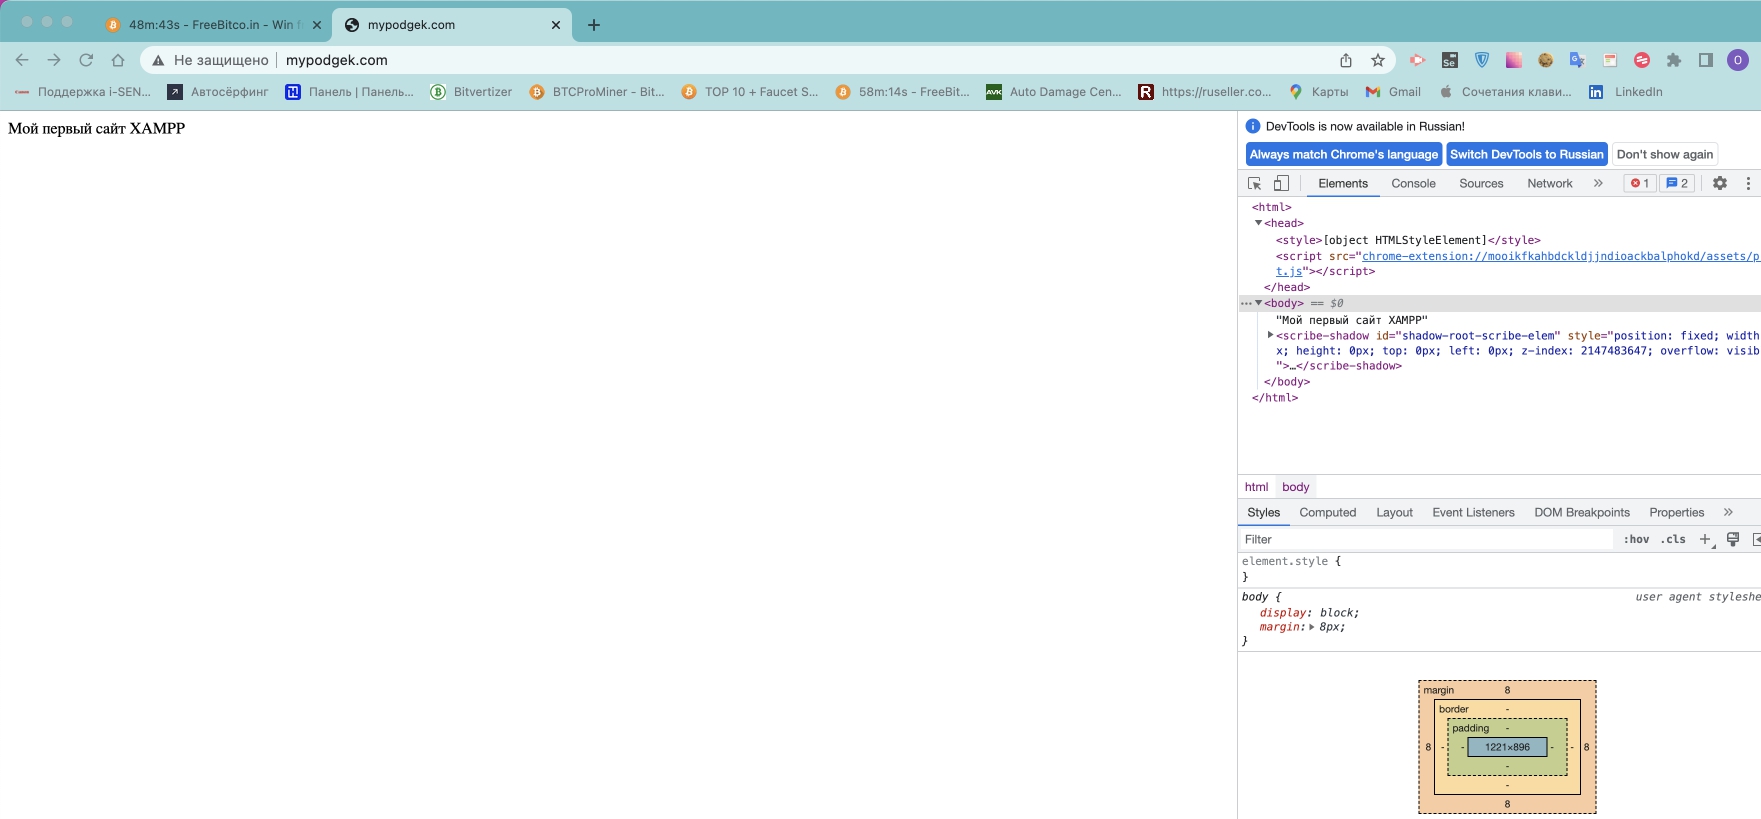 48m:43s - FreeBitco.in - Win f
mypodgek.com
Не защищено
mypodgek.com
Se
G
O
Поддержка i-SEN...
Автосёрфинг
Панель | Панель...
Bitvertizer
BTCProMiner - Bit...
TOP 10 + Faucet S...
58m:14s - FreeBit...
AVK
Auto Damage Cen...
R
https://ruseller.co...
Карты
Gmail
Сочетания клави...
in
LinkedIn
Мой первый сайт XAMPP
DevTools is now available in Russian!
Always match Chrome's language
Switch DevTools to Russian
Don't show again
Elements
Console
Sources
Network
1
2
<html>
<head>
<style>[object HTMLStyleElement]</style>
<script src="chrome-extension://mooikfkahbdckldjjndioackbalphokd/assets/p
t.js"></script>
</head>
<body> == $0
"Мой первый сайт XAMPP"
<scribe-shadow id="shadow-root-scribe-elem" style="position: fixed; width
x; height: 0px; top: 0px; left: 0px; z-index: 2147483647; overflow: visib
">…</scribe-shadow>
</body>
</html>
html
body
Styles
Computed
Layout
Event Listeners
DOM Breakpoints
Properties
Filter
:hov
.cls
element.style {
}
body {
user agent styleshe
display: block;
margin: 8px;
}
margin
8
border
-
padding
-
8
-
-
1221×896
-
-
8
-
-
8